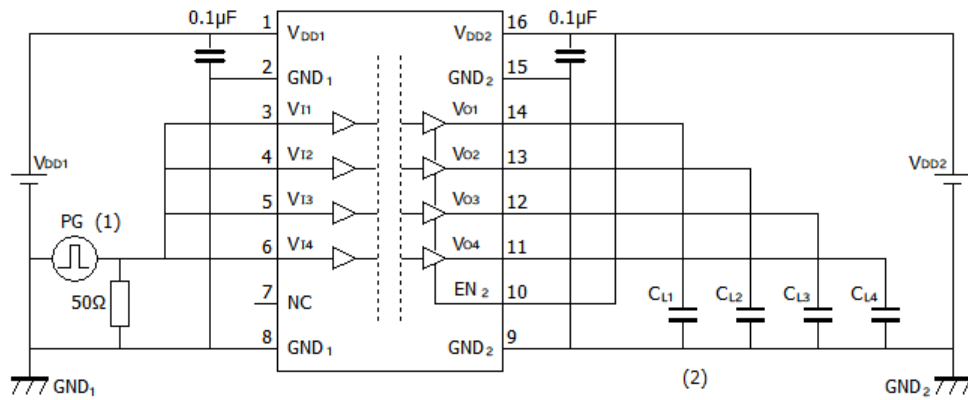 0.1μF 1 16 0.1μF
VDD1 VDD2
2 15
GND1 GND2
3 14
VI1 VO1
4 13
VDD1 VI2 VO2 VDD2
5 12
VI3 VO3
PG (1) 6 11
VI4 VO4
50Ω 7 10 CL1 CL2 CL3 CL4
NC EN2
8 9
GND1 GND2
GND1 (2) GND2